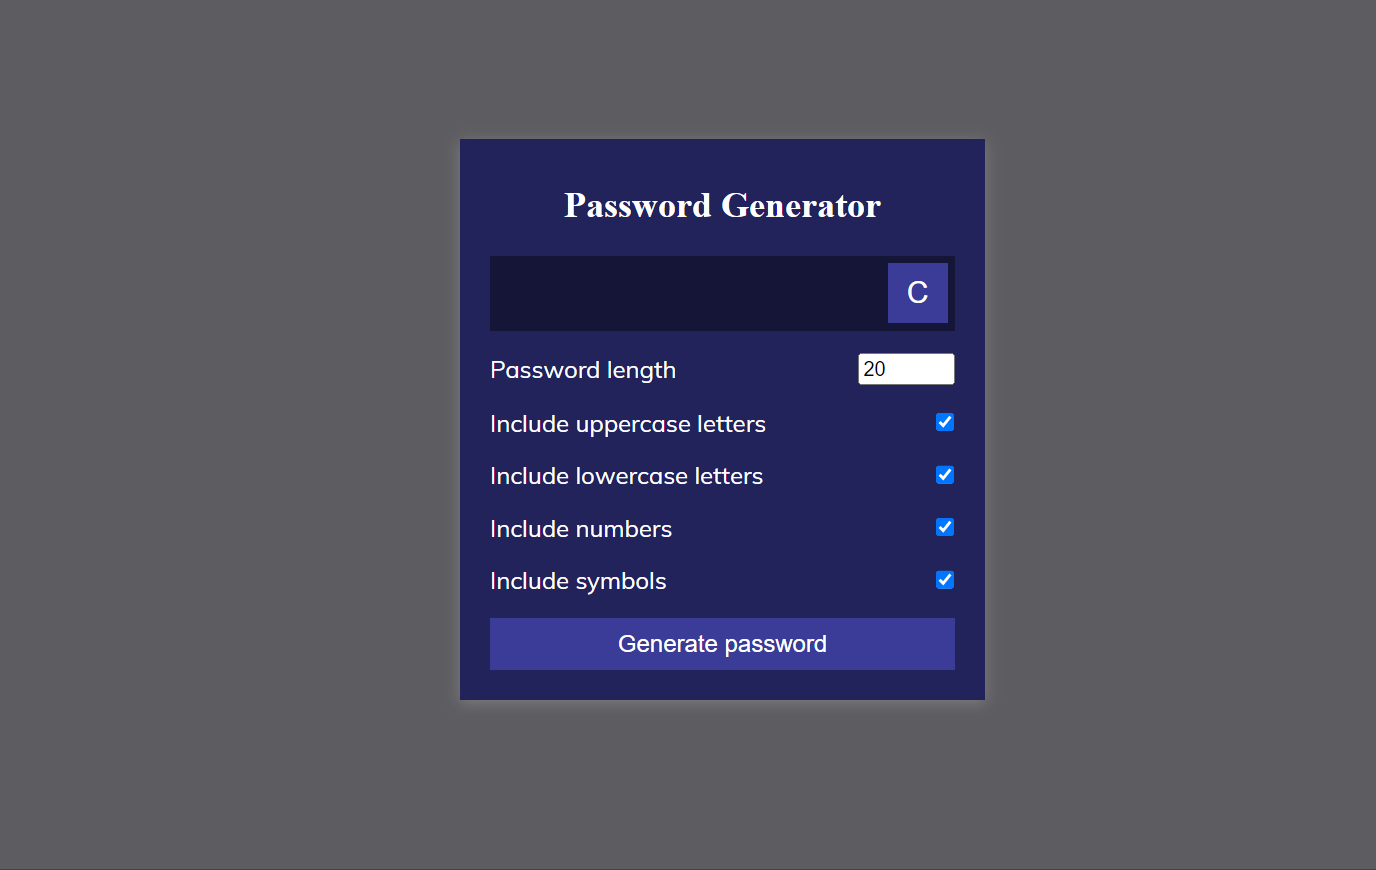 Password Generator
C
Password length 20
Include uppercase letters
Include lowercase letters
Include numbers
Include symbols
Generate password